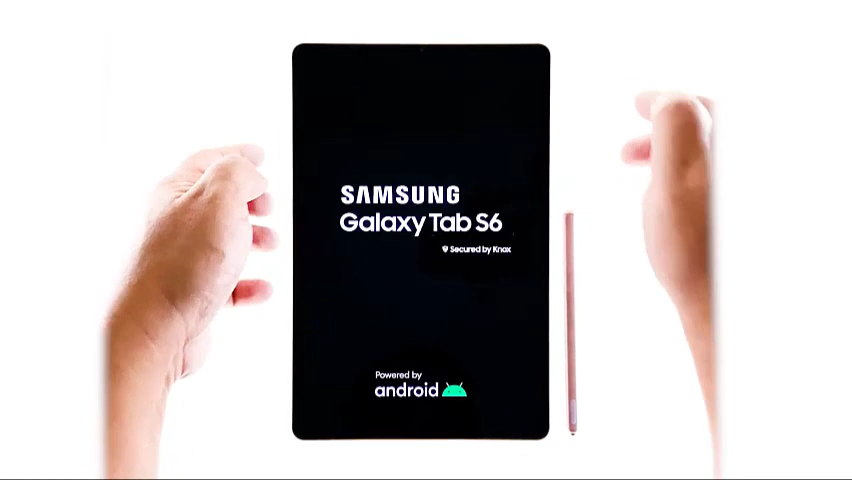 SAMSUNG
Galaxy Tab S6
Secured by Knox
Powered by
android